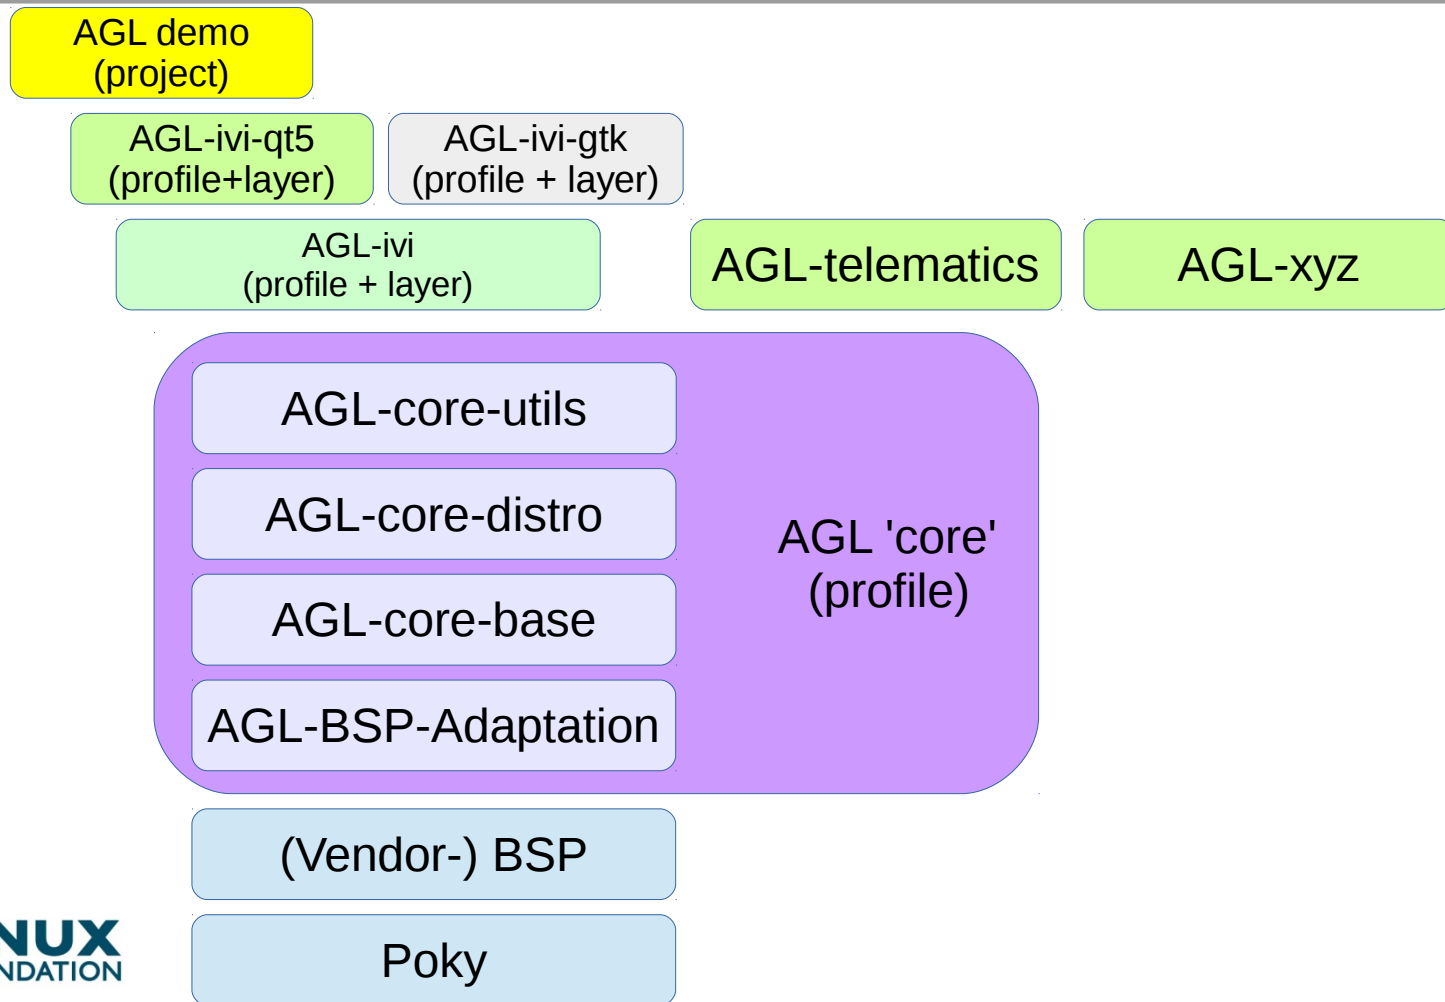 AGL demo
(project)
AGL-ivi-qt5
(profile+layer)
AGL-ivi-gtk
(profile + layer)
AGL-ivi
(profile + layer)
AGL-telematics
AGL-xyz
AGL-core-utils
AGL-core-distro
AGL 'core'
(profile)
AGL-core-base
AGL-BSP-Adaptation
(Vendor-) BSP
NUX
NDATION
Poky